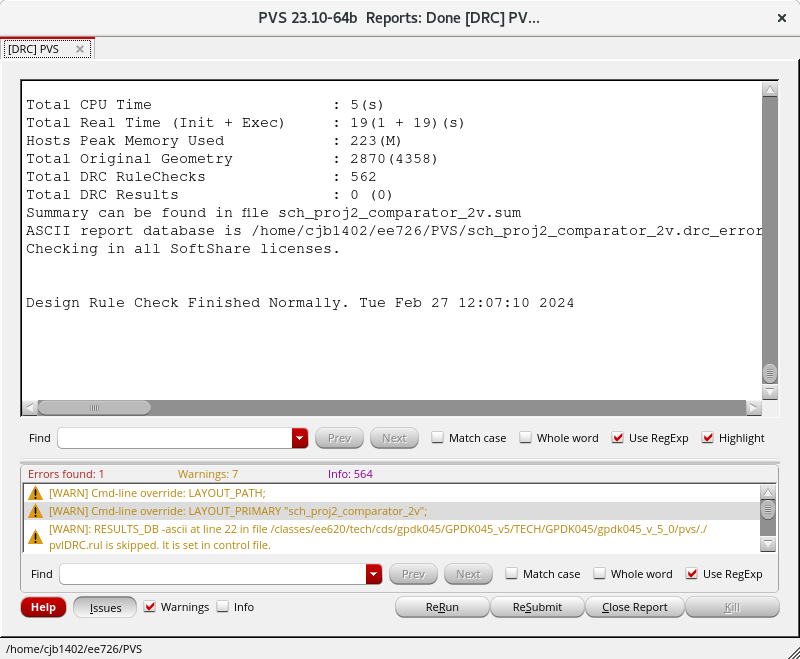 PVS 23.10-64b Reports: Done [DRC] PV...
[DRC] PVS
Total CPU Time : 5(s)
Total Real Time (Init + Exec) : 19(1 + 19)(s)
Hosts Peak Memory Used : 223(M)
Total Original Geometry : 2870(4358)
Total DRC RuleChecks : 562
Total DRC Results : 0 (0)
Summary can be found in file sch_proj2_comparator_2v.sum
ASCII report database is /home/cjb1402/ee726/PVS/sch_proj2_comparator_2v.drc_error
Checking in all SoftShare licenses.
Design Rule Check Finished Normally. Tue Feb 27 12:07:10 2024
Find Prev Next Match case Whole word Use RegExp Highlight
Errors found: 1 Warnings: 7 Info: 564
[WARN] Cmd-line override: LAYOUT_PATH;
[WARN] Cmd-line override: LAYOUT_PRIMARY "sch_proj2_comparator_2v";
[WARN]: RESULTS_DB -ascii at line 22 in file /classes/ee620/tech/cds/gpdk045/GPDK045_v5/TECH/GPDK045/gpdk045_v_5_0/pvs/./
pvlDRC.rul is skipped. It is set in control file.
Find Prev Next Match case Whole word Use RegExp
Help Issues Warnings Info ReRun ReSubmit Close Report Kill
/home/cjb1402/ee726/PVS